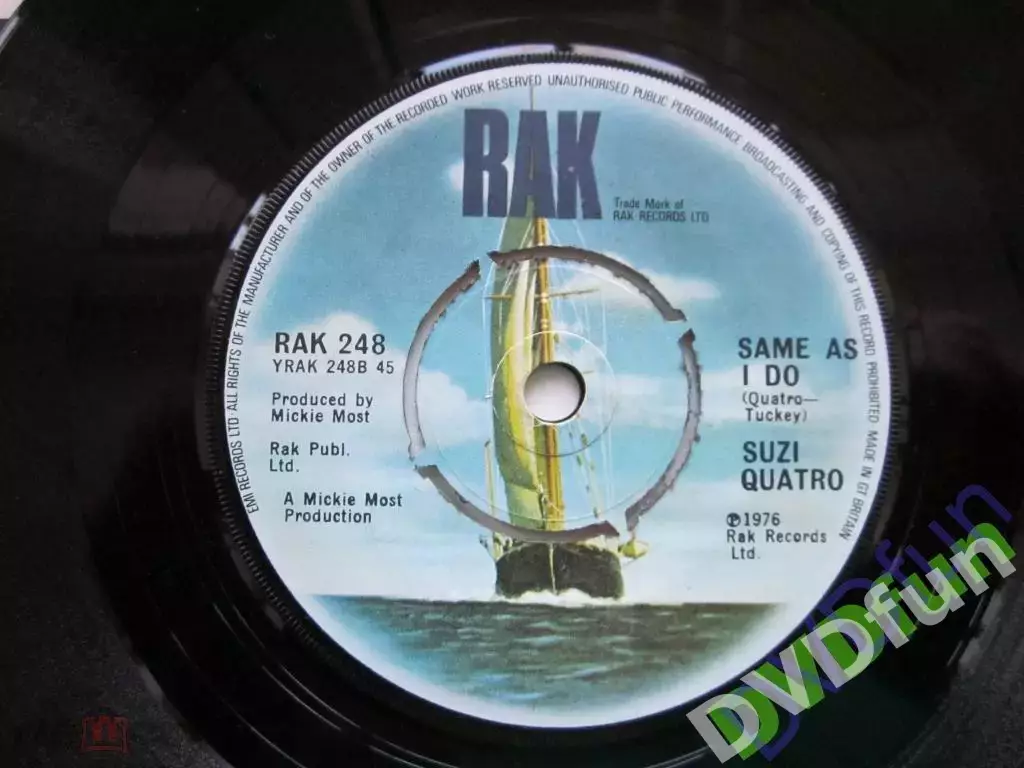 EMI RECORDS LTD· ALL RIGHTS OF THE MANUFACTURER AND OF THE OWNER OF THE RECORDED WORK RESERVED UNAUTHORISED PUBLIC PERFORMANCE BROADCASTING AND COPYING OF THIS RECORD PROHIBITED MADE IN GT BRITAIN
RAK
Trade Mark of
RAK RECORDS LTD
RAK 248
YRAK 248B 45
Produced by
Mickie Most
Rak Publ.
Ltd.
A Mickie Most
Production
SAME AS
I DO
(Quatro—
Tuckey)
SUZI
QUATRO
℗1976
Rak Records
Ltd.
DVDfun
DVDfun